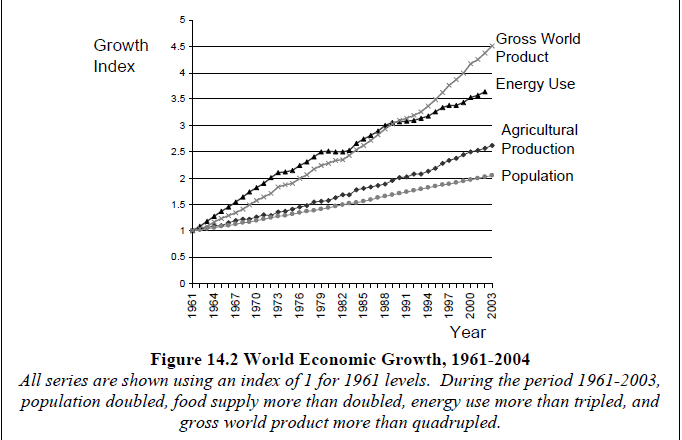 Growth
Index
5
4.5
4
3.5
3
2.5
2
1.5
1
0.5
0
Gross World
Product
Energy Use
Agricultural
Production
Population
1961
1964
1967
1970
1973
1976
1979
1982
1985
1988
1991
1994
1997
2000
2003
Year
Figure 14.2 World Economic Growth, 1961-2004
All series are shown using an index of 1 for 1961 levels.  During the period 1961-2003,
population doubled, food supply more than doubled, energy use more than tripled, and
gross world product more than quadrupled.